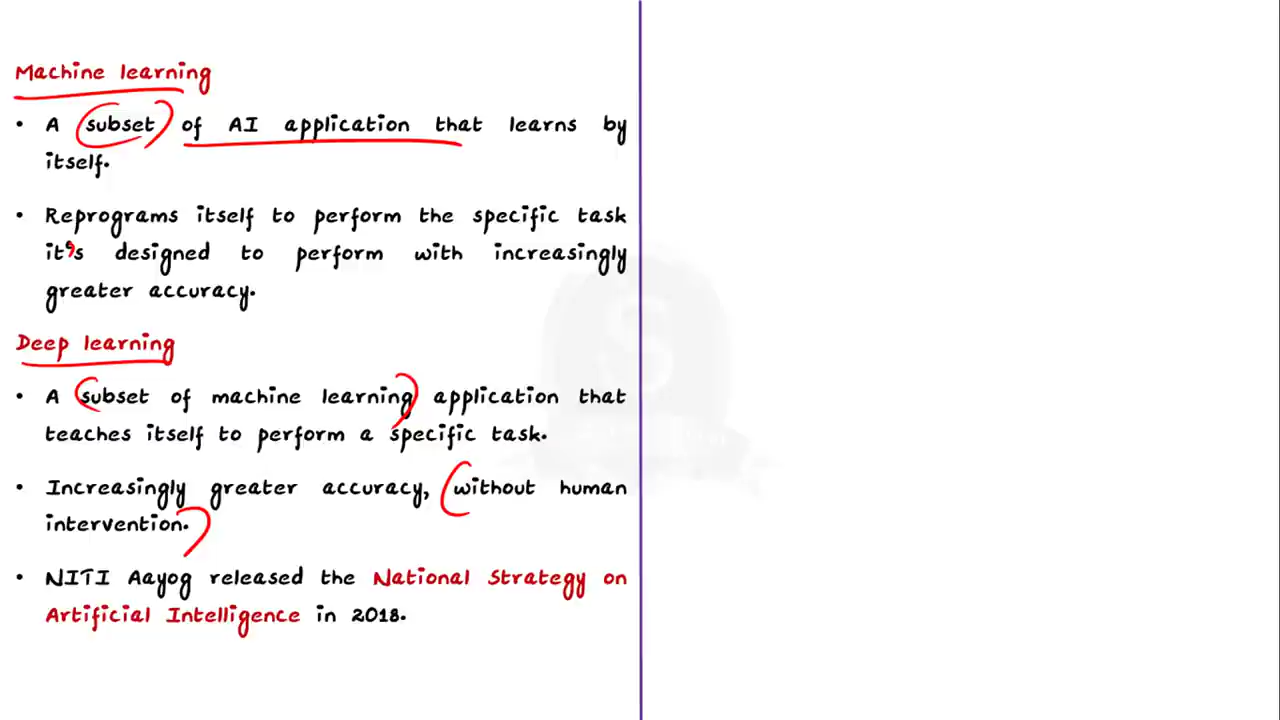 Machine learning
• A subset of AI application that learns by
itself.
• Reprograms itself to perform the specific task
it's designed to perform with increasingly
greater accuracy.
Deep learning
• A subset of machine learning application that
teaches itself to perform a specific task.
• Increasingly greater accuracy, without human
intervention.
• NITI Aayog released the National Strategy on
Artificial Intelligence in 2018.